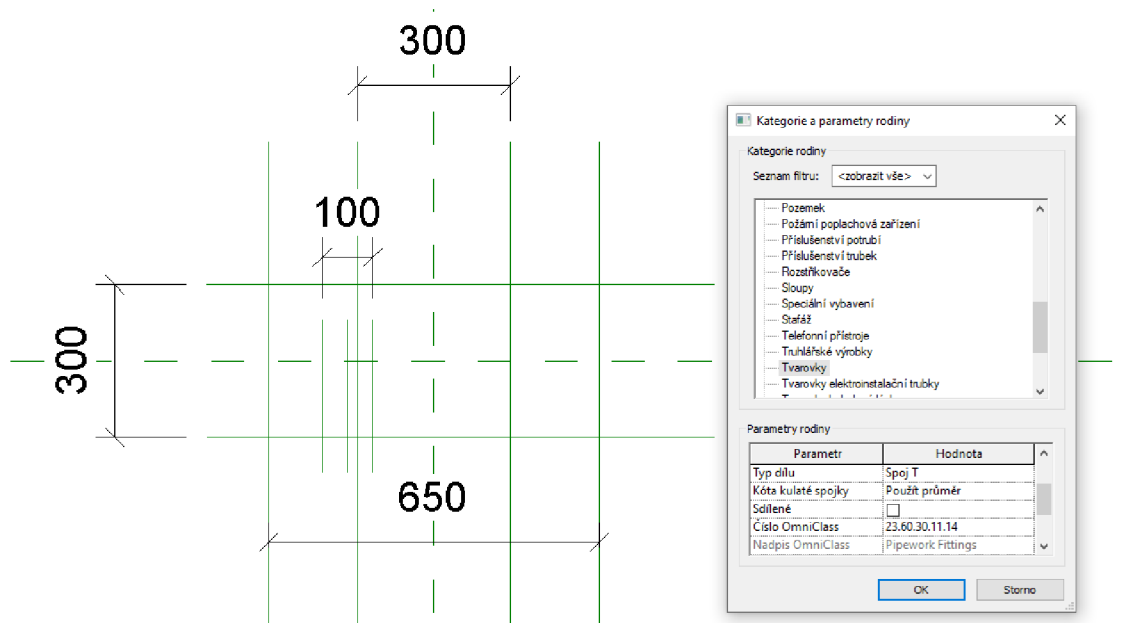 300
100
300
650
Kategorie a parametry rodiny
Kategorie rodiny
Seznam filtru: <zobrazit vše>
Pozemek
Požární poplachová zařízení
Příslušenství potrubí
Příslušenství trubek
Rozstřikovače
Sloupy
Speciální vybavení
Stafáž
Telefonní přístroje
Truhlářské výrobky
Tvarovky
Tvarovky elektroinstalační trubky
Parametry rodiny
Parametr Hodnota
Typ dílu Spoj T
Kóta kulaté spojky Použít průměr
Sdílené
Číslo OmniClass 23.60.30.11.14
Nadpis OmniClass Pipework Fittings
OK Storno